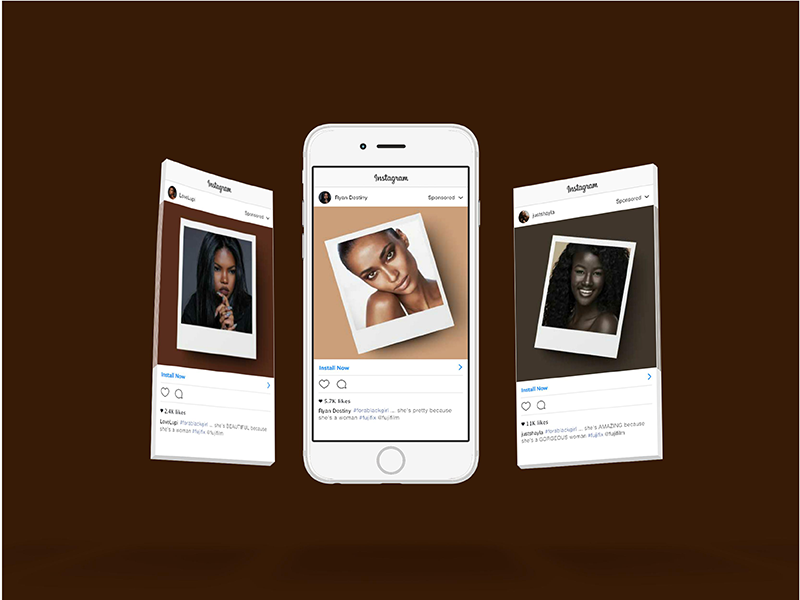 Instagram
LoveLupi
Sponsored
Install Now
2.4K likes
LoveLupi #forablackgirl ... she's BEAUTIFUL because
she's a woman #fujifix @fujifilm
Instagram
Ryan Destiny
Sponsored
Install Now
5.7K likes
Ryan Destiny #forablackgirl ... she's pretty because
she's a woman #fujifix @fujifilm
Instagram
justshayla
Sponsored
Install Now
11K likes
justshayla #forablackgirl ... she's AMAZING because
she's a GORGEOUS woman #fujifix @fujifilm